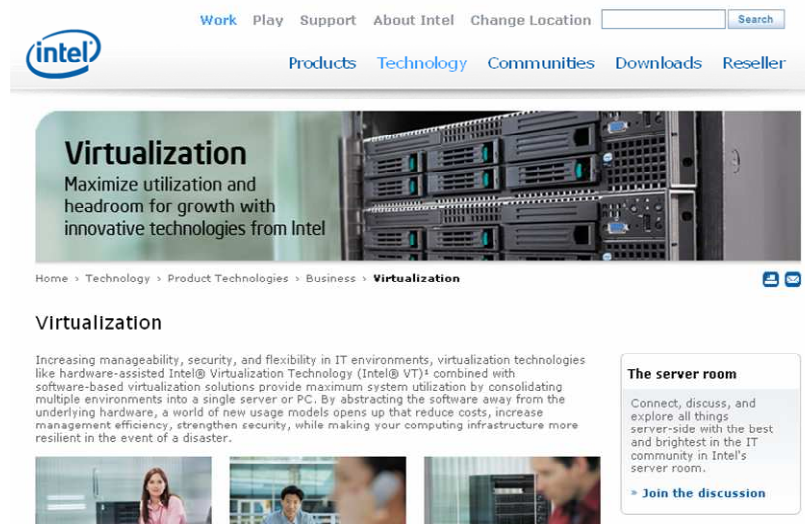 Work Play Support About Intel Change Location Search
intel
Products Technology Communities Downloads Reseller
Virtualization
Maximize utilization and
headroom for growth with
innovative technologies from Intel
Home › Technology › Product Technologies › Business › Virtualization
Virtualization
Increasing manageability, security, and flexibility in IT environments, virtualization technologies
like hardware-assisted Intel® Virtualization Technology (Intel® VT)¹ combined with
software-based virtualization solutions provide maximum system utilization by consolidating
multiple environments into a single server or PC. By abstracting the software away from the
underlying hardware, a world of new usage models opens up that reduce costs, increase
management efficiency, strengthen security, while making your computing infrastructure more
resilient in the event of a disaster.
The server room
Connect, discuss, and
explore all things
server-side with the best
and brightest in the IT
community in Intel's
server room.
» Join the discussion